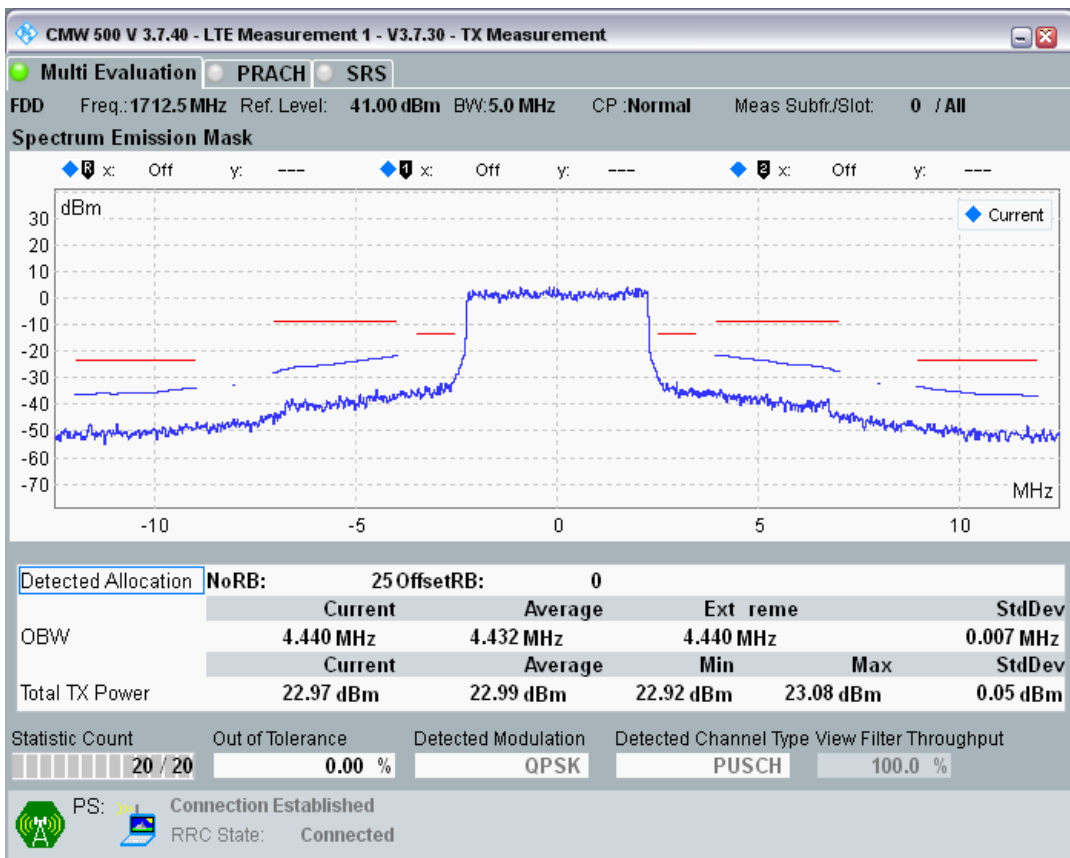 CMW 500 V 3.7.40 - LTE Measurement 1 - V3.7.30 - TX Measurement
Multi Evaluation PRACH SRS
FDD Freq.:1712.5 MHz Ref. Level: 41.00 dBm BW:5.0 MHz CP :Normal Meas Subfr./Slot: 0 / All
Spectrum Emission Mask
R x: Off y: --- 1 x: Off y: --- 2 x: Off y: ---
dBm
Current
30
20
10
0
-10
-20
-30
-40
-50
-60
-70
MHz
-10 -5 0 5 10
Detected Allocation NoRB: 25 OffsetRB: 0
Current Average Ext reme StdDev
OBW 4.440 MHz 4.432 MHz 4.440 MHz 0.007 MHz
Current Average Min Max StdDev
Total TX Power 22.97 dBm 22.99 dBm 22.92 dBm 23.08 dBm 0.05 dBm
Statistic Count Out of Tolerance Detected Modulation Detected Channel Type View Filter Throughput
20 / 20 0.00 % QPSK PUSCH 100.0 %
PS: Connection Established
RRC State: Connected